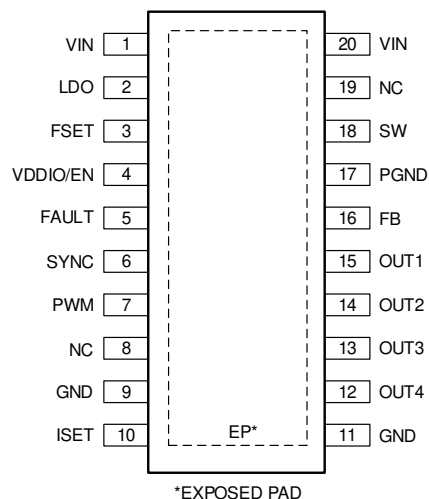 VIN 1 20 VIN
LDO 2 19 NC
FSET 3 18 SW
VDDIO/EN 4 17 PGND
FAULT 5 16 FB
SYNC 6 15 OUT1
PWM 7 14 OUT2
NC 8 13 OUT3
GND 9 12 OUT4
ISET 10 EP* 11 GND
*EXPOSED PAD